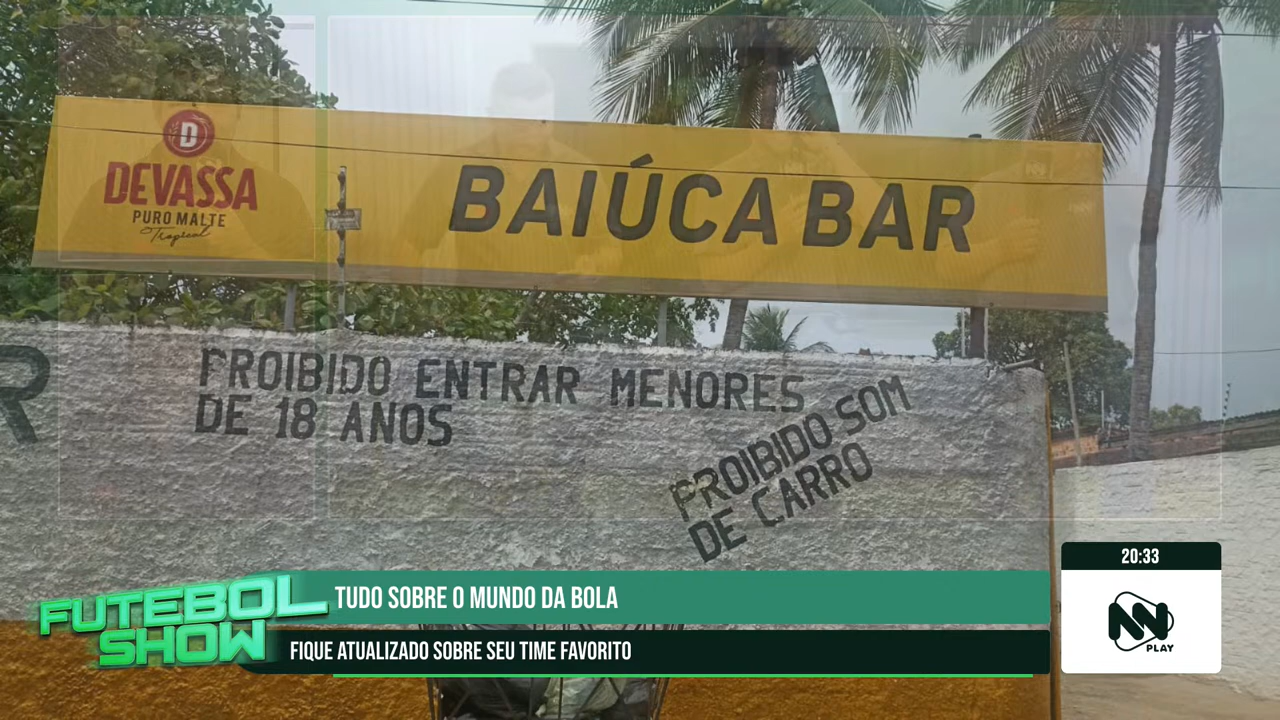 D
DEVASSA
PURO MALTE
Tropical
BAIÚCA BAR
R
PROIBIDO ENTRAR MENORES
DE 18 ANOS
PROIBIDO SOM
DE CARRO
20:33
FUTEBOL
SHOW
TUDO SOBRE O MUNDO DA BOLA
FIQUE ATUALIZADO SOBRE SEU TIME FAVORITO
NN
PLAY